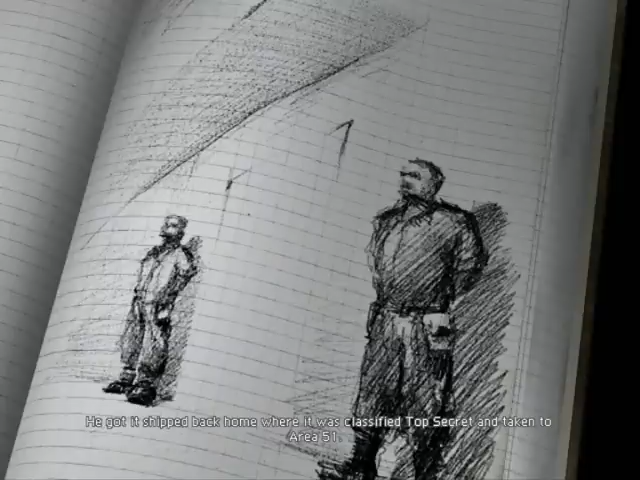 He got it shipped back home where it was classified Top Secret and taken to
Area 51.